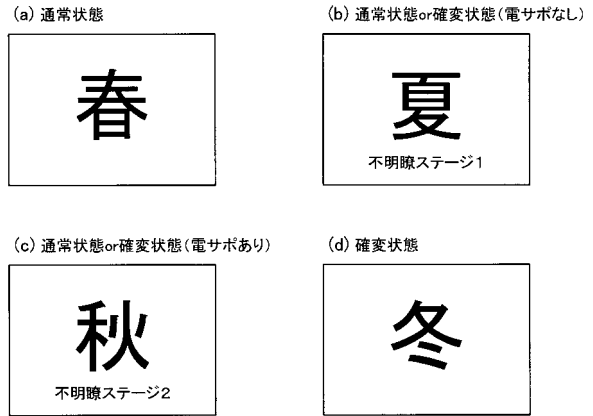 (a) 通常状態
春
(b) 通常状態or確変状態(電サポなし)
夏
不明瞭ステージ1
(c) 通常状態or確変状態(電サポあり)
秋
不明瞭ステージ2
(d) 確変状態
冬